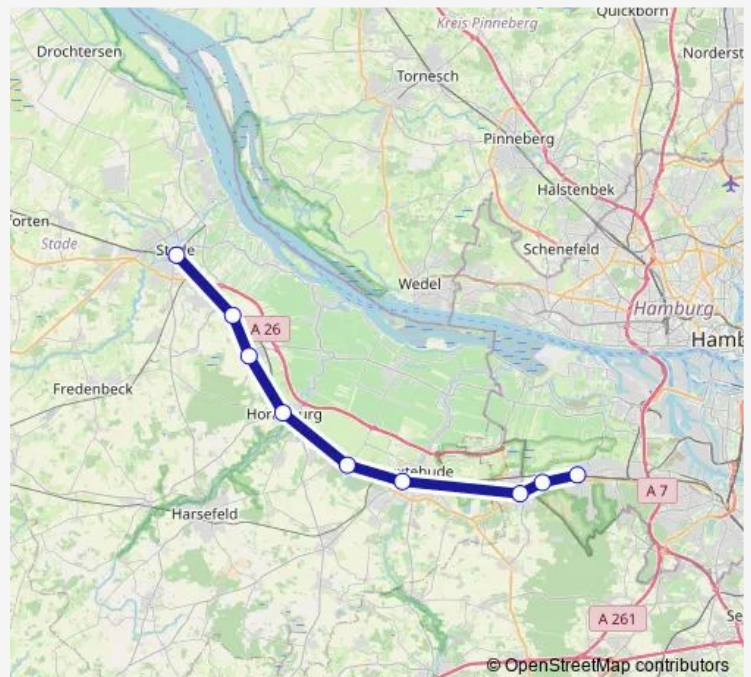 Quickborn
Kreis Pinneberg
Drochtersen
Norderst
Tornesch
Pinneberg
Halstenbek
Stade
Schenefeld
Wedel
Hamburg
A 26
Hamb
Fredenbeck
A 7
Harsefeld
A 261
Se
© OpenStreetMap contributors